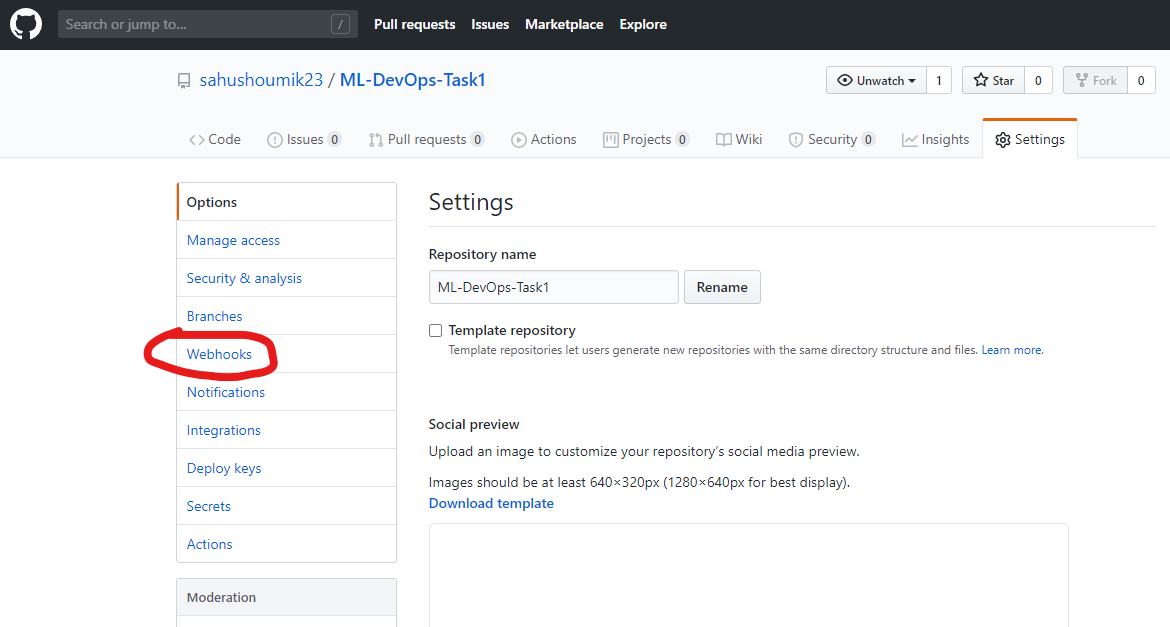 Search or jump to... /
Pull requests Issues Marketplace Explore
sahushoumik23 / ML-DevOps-Task1
Unwatch 1 Star 0 Fork 0
Code Issues 0 Pull requests 0 Actions Projects 0 Wiki Security 0 Insights Settings
Options
Manage access
Security & analysis
Branches
Webhooks
Notifications
Integrations
Deploy keys
Secrets
Actions
Moderation
Settings
Repository name
ML-DevOps-Task1 Rename
Template repository
Template repositories let users generate new repositories with the same directory structure and files. Learn more.
Social preview
Upload an image to customize your repository’s social media preview.
Images should be at least 640×320px (1280×640px for best display).
Download template